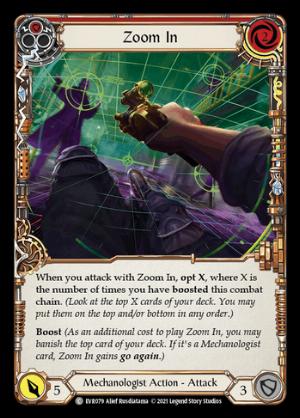 1
2
Zoom In
When you attack with Zoom In, opt X, where X is
the number of times you have boosted this combat
chain. (Look at the top X cards of your deck. You may
put them on the top and/or bottom in any order.)
Boost (As an additional cost to play Zoom In, you may
banish the top card of your deck. If it's a Mechanologist
card, Zoom In gains go again.)
5
Mechanologist Action - Attack
3
C EVR079 Alief Rusdiatama © 2021 Legend Story Studios